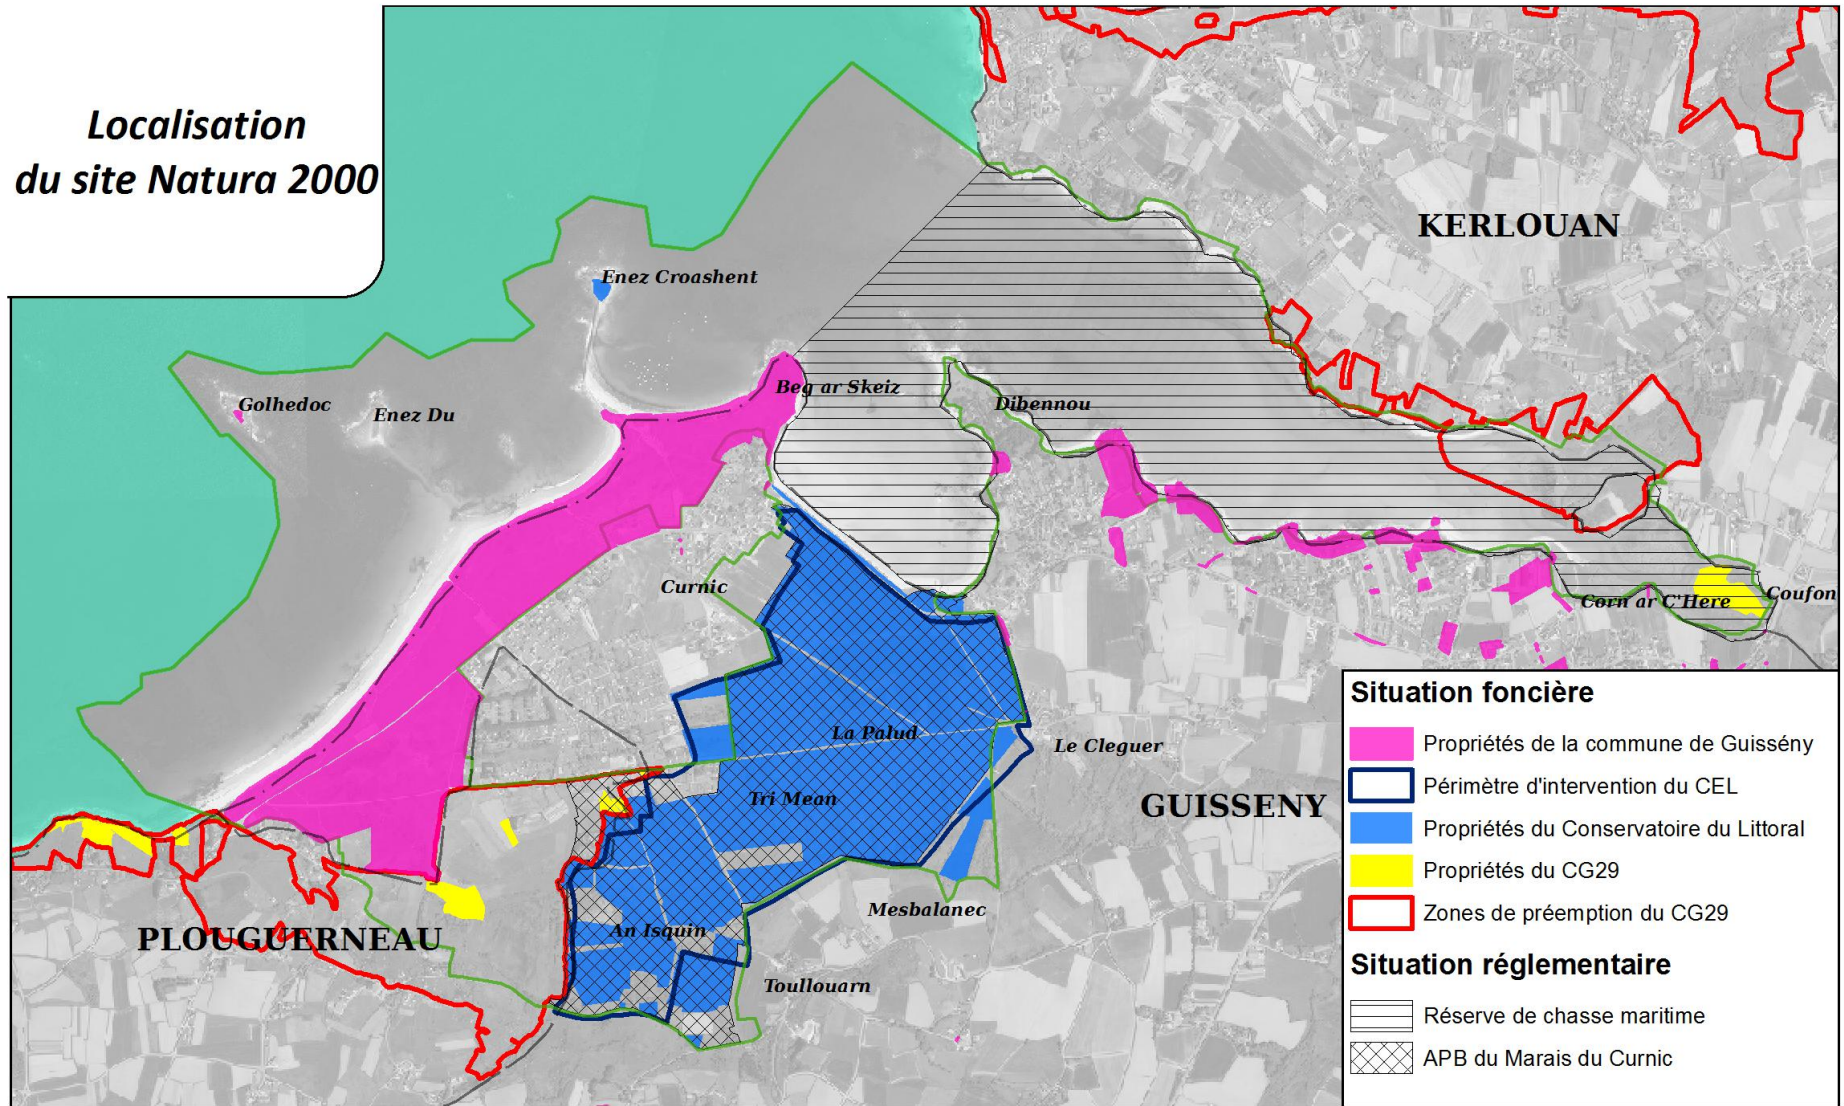 Localisation
du site Natura 2000
KERLOUAN
Enez Croashent
Beg ar Skeiz
Golhedoc
Enez Du
Dibennou
Curnic
Corn ar C'Here
Coufon
La Palud
Le Cleguer
Tri Mean
GUISSENY
Mesbalanec
An Isquin
PLOUGUERNEAU
Toullouarn
Situation foncière
Propriétés de la commune de Guissény
Périmètre d'intervention du CEL
Propriétés du Conservatoire du Littoral
Propriétés du CG29
Zones de préemption du CG29
Situation réglementaire
Réserve de chasse maritime
APB du Marais du Curnic